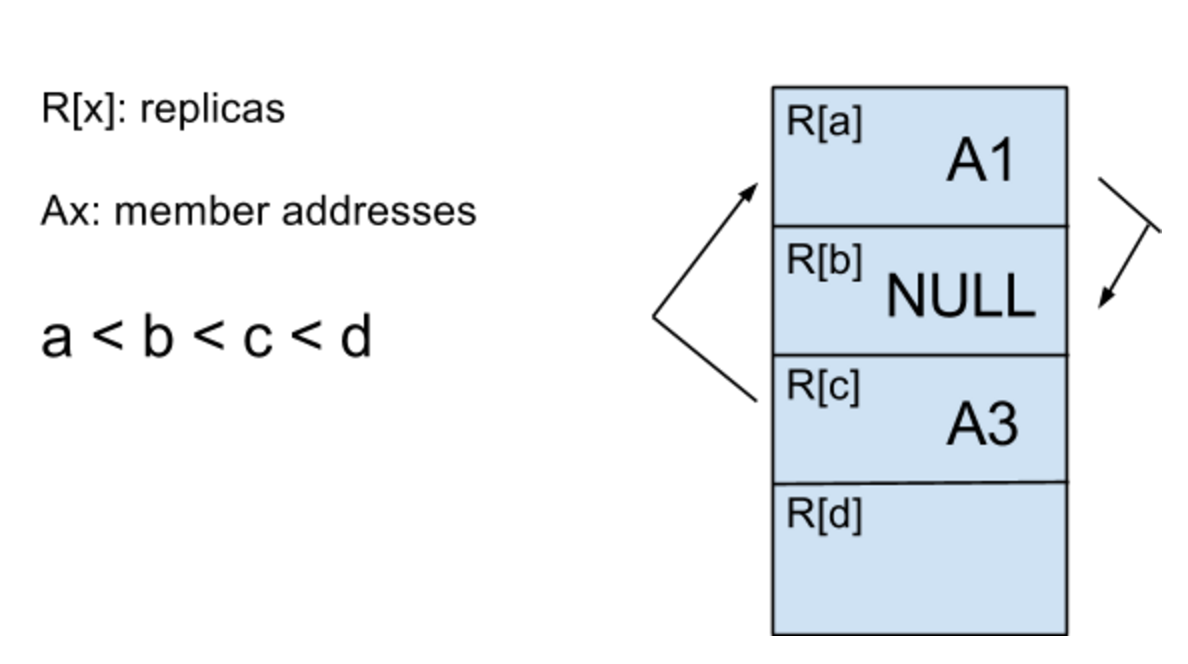 R[x]: replicas
Ax: member addresses
a < b < c < d
R[a]
A1
R[b]
NULL
R[c]
A3
R[d]